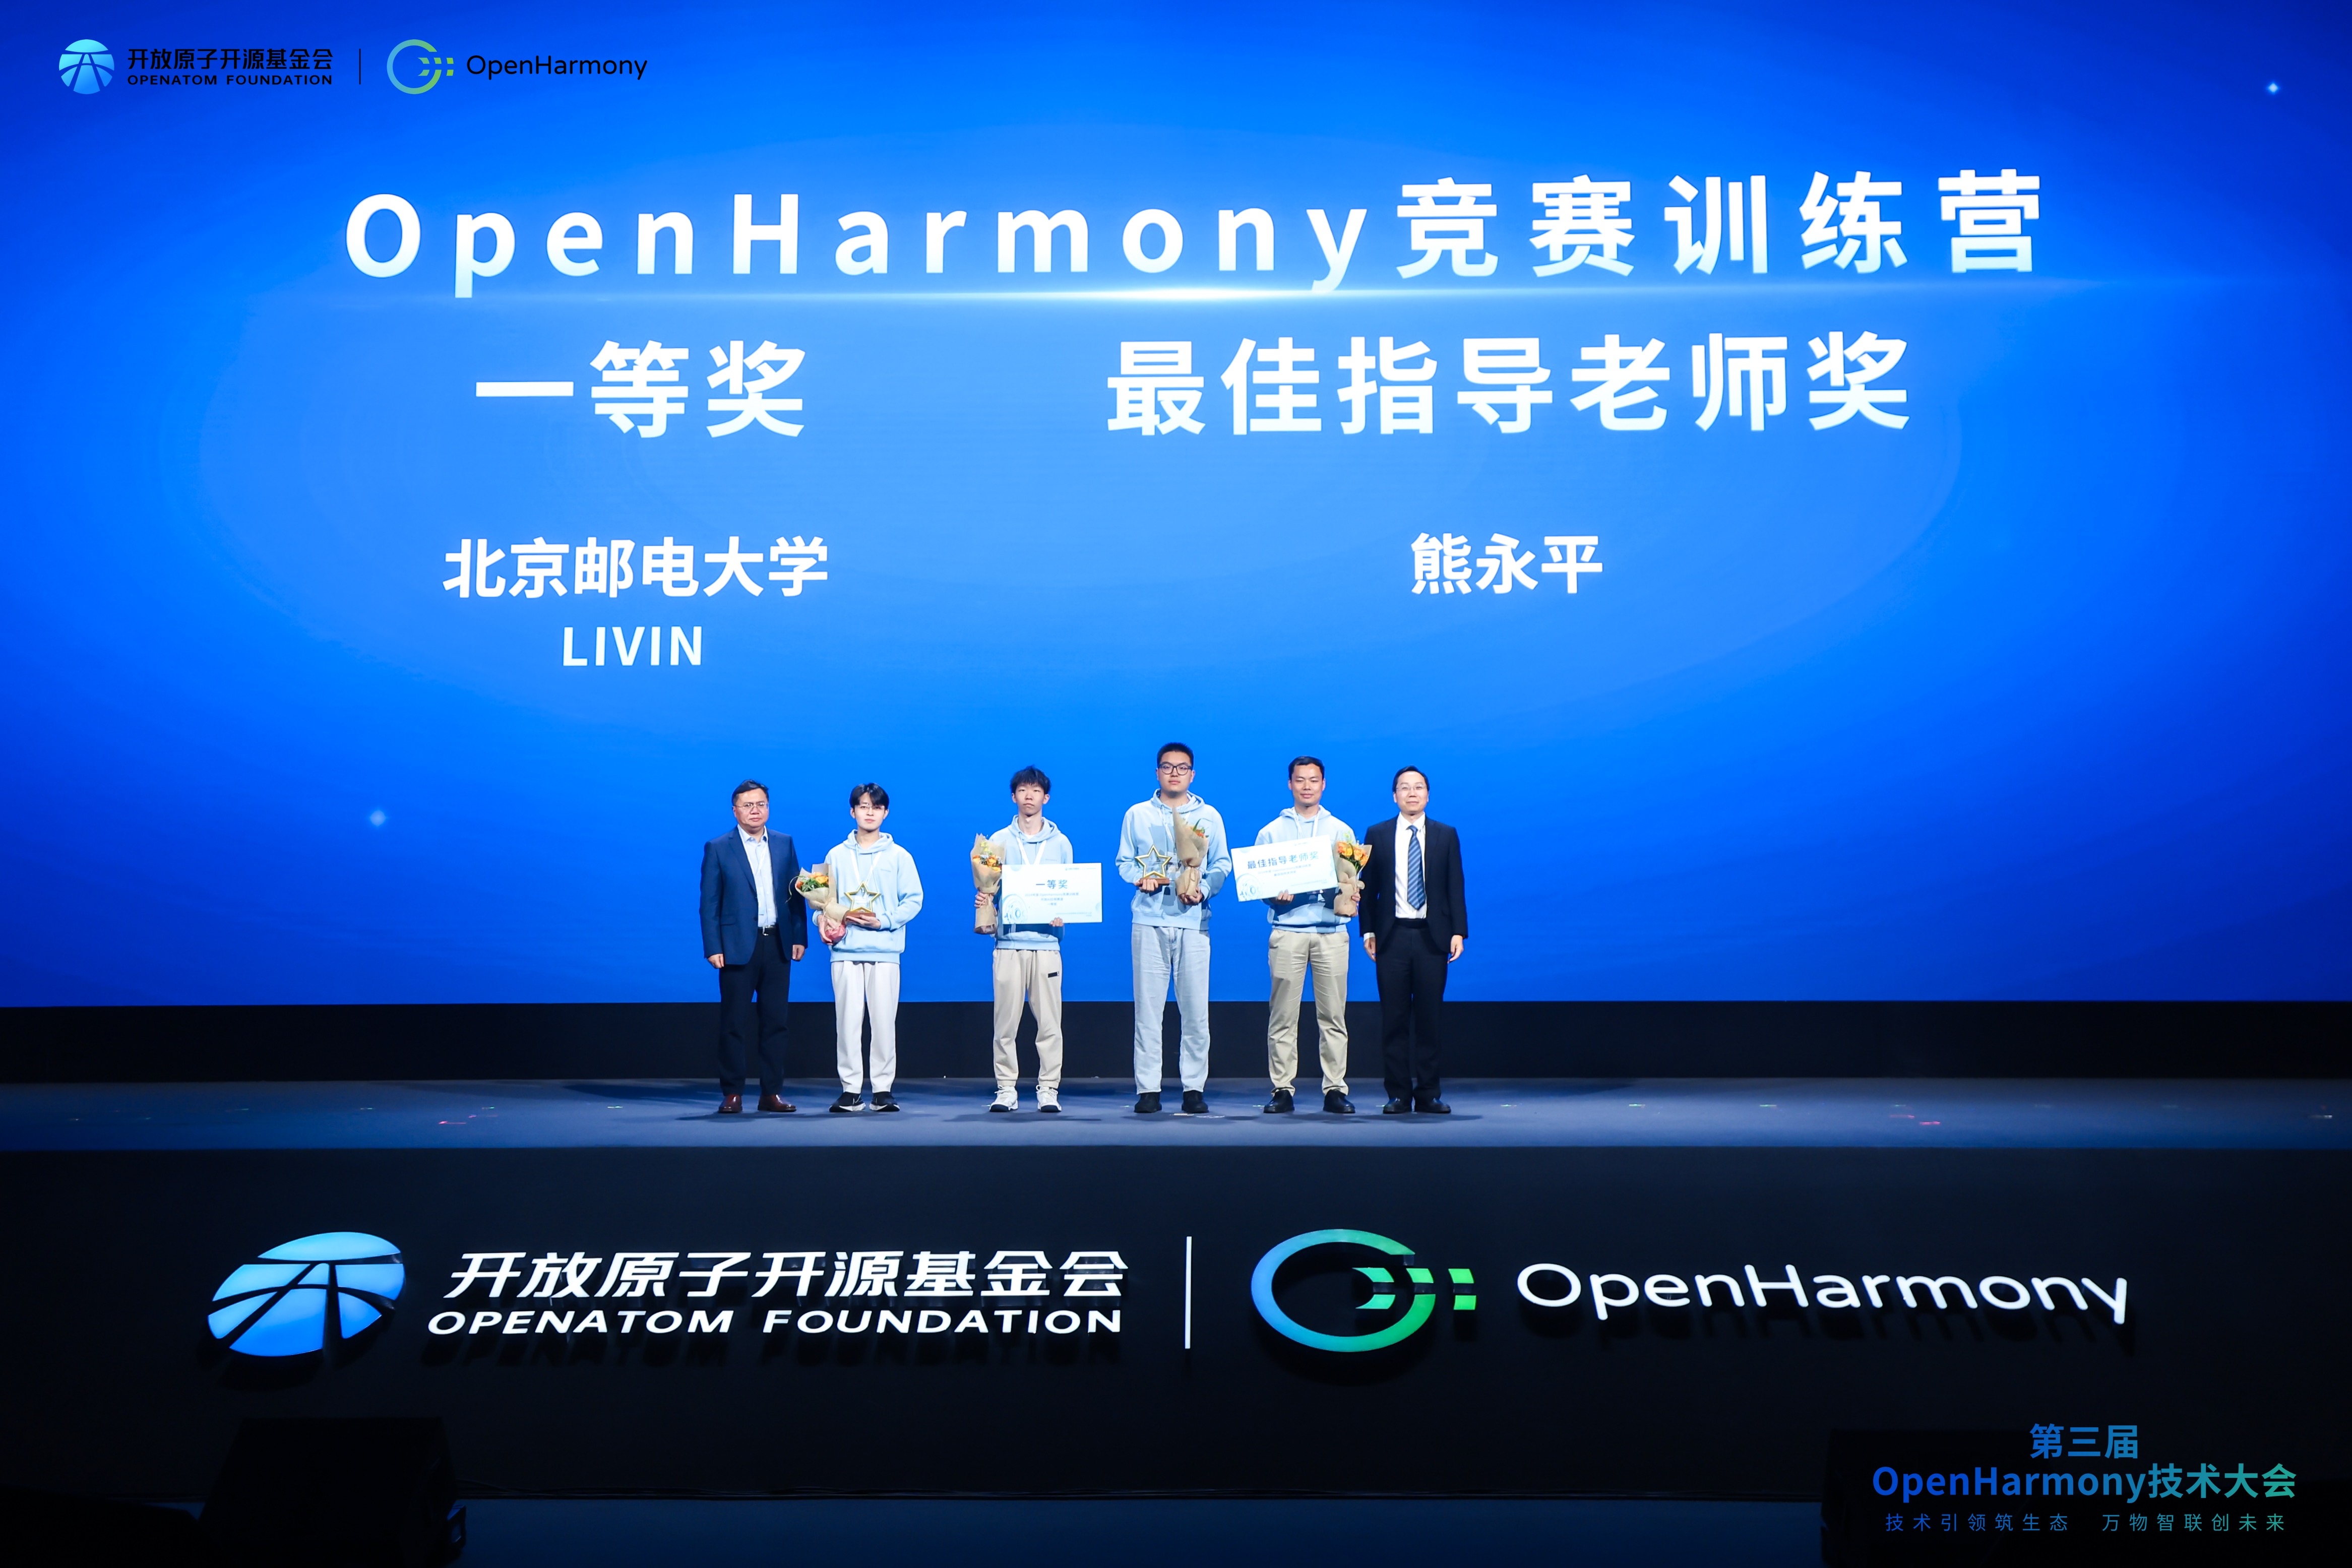 开放原子开源基金会
OPENATOM FOUNDATION
OpenHarmony
OpenHarmony竞赛训练营
一等奖 最佳指导老师奖
北京邮电大学 熊永平
LIVIN
一等奖
最佳指导老师奖
开放原子开源基金会
OPENATOM FOUNDATION
OpenHarmony
第三届
OpenHarmony技术大会
技术引领筑生态 万物智联创未来